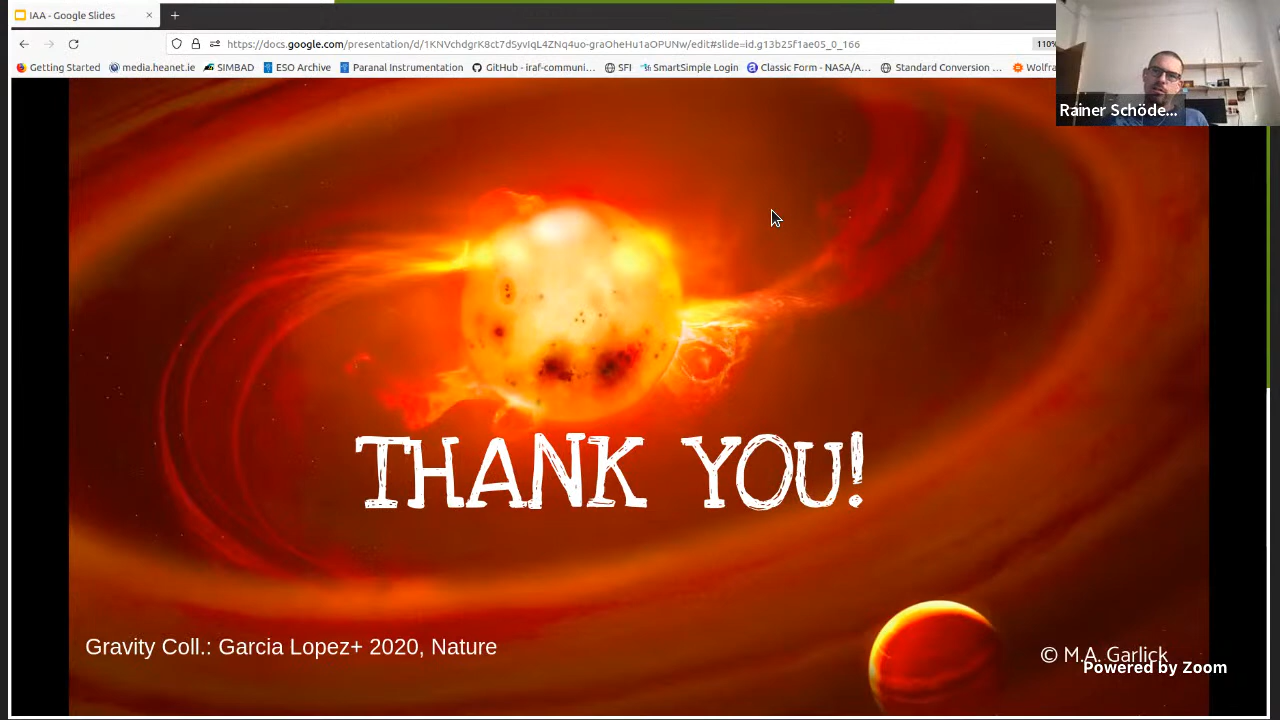 IAA - Google Slides
https://docs.google.com/presentation/d/1KNVchdgrK8ct7dSyvIqL4ZNq4uo-graOheHu1aOPUNw/edit#slide=id.g13b25f1ae05_0_166
110%
Getting Started
media.heanet.ie
SIMBAD
ESO Archive
Paranal Instrumentation
GitHub - iraf-communi...
SFI
SmartSimple Login
Classic Form - NASA/A...
Standard Conversion ...
Wolfra
Rainer Schöde...
THANK YOU!
Gravity Coll.: Garcia Lopez+ 2020, Nature
© M.A. Garlick
Powered by Zoom